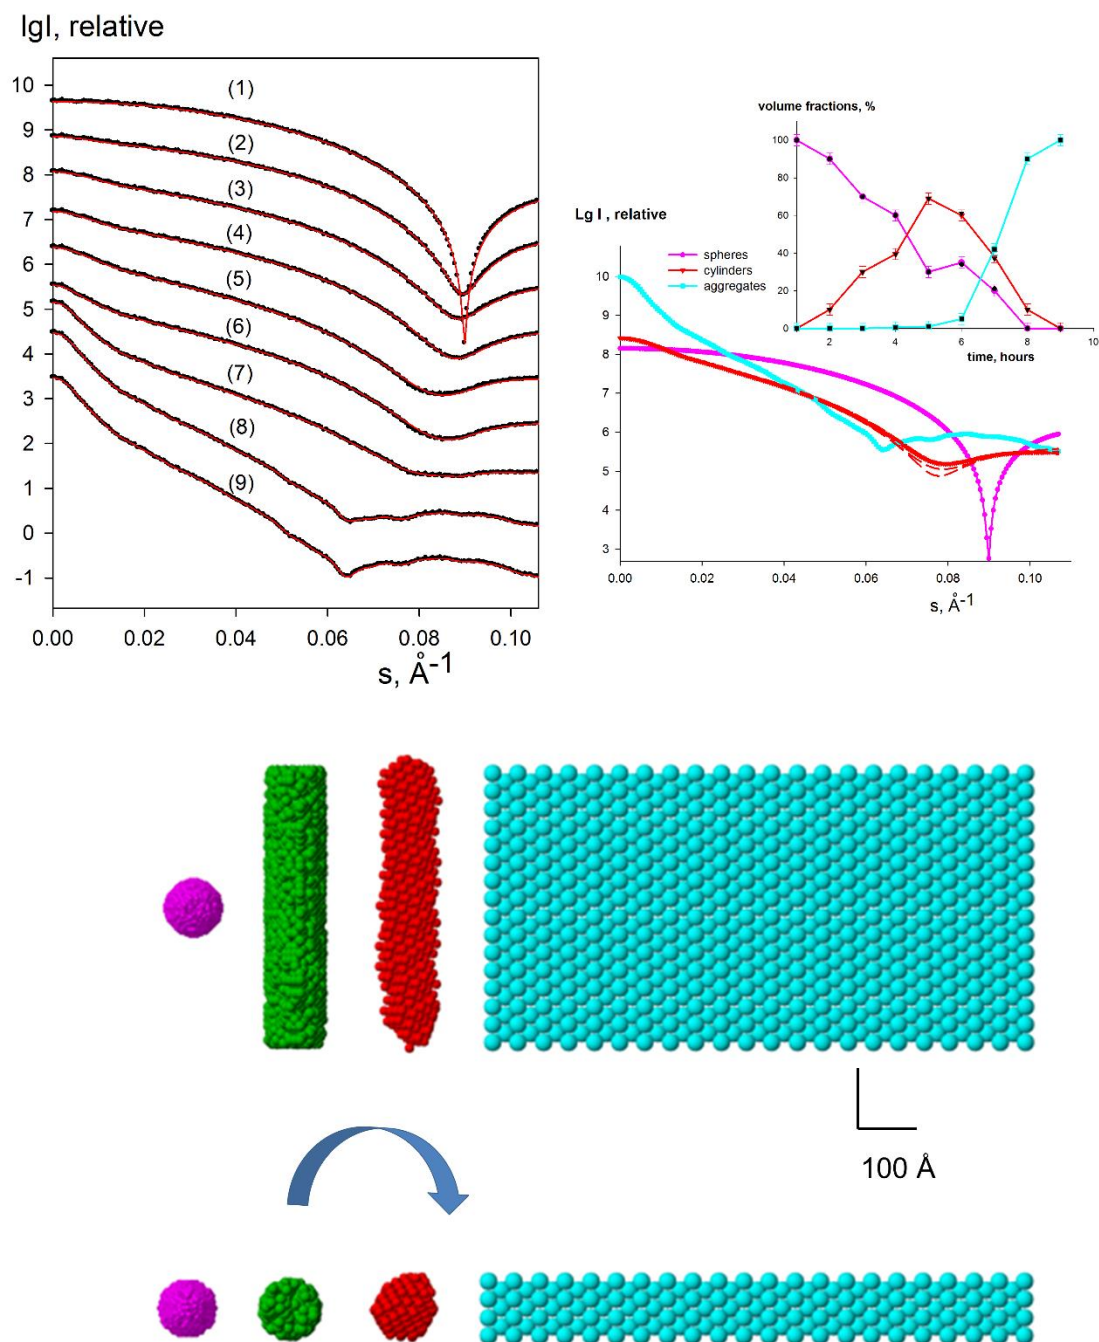 lgI, relative
10
9
8
7
6
5
4
3
2
1
0
-1
(1)
(2)
(3)
(4)
(5)
(6)
(7)
(8)
(9)
0.00 0.02 0.04 0.06 0.08 0.10
s, Å-1
volume fractions, %
100
80
60
40
20
0
2 4 6 8 10
time, hours
Lg I , relative
spheres
cylinders
aggregates
10
9
8
7
6
5
4
3
0.00 0.02 0.04 0.06 0.08 0.10
s, Å-1
100 Å